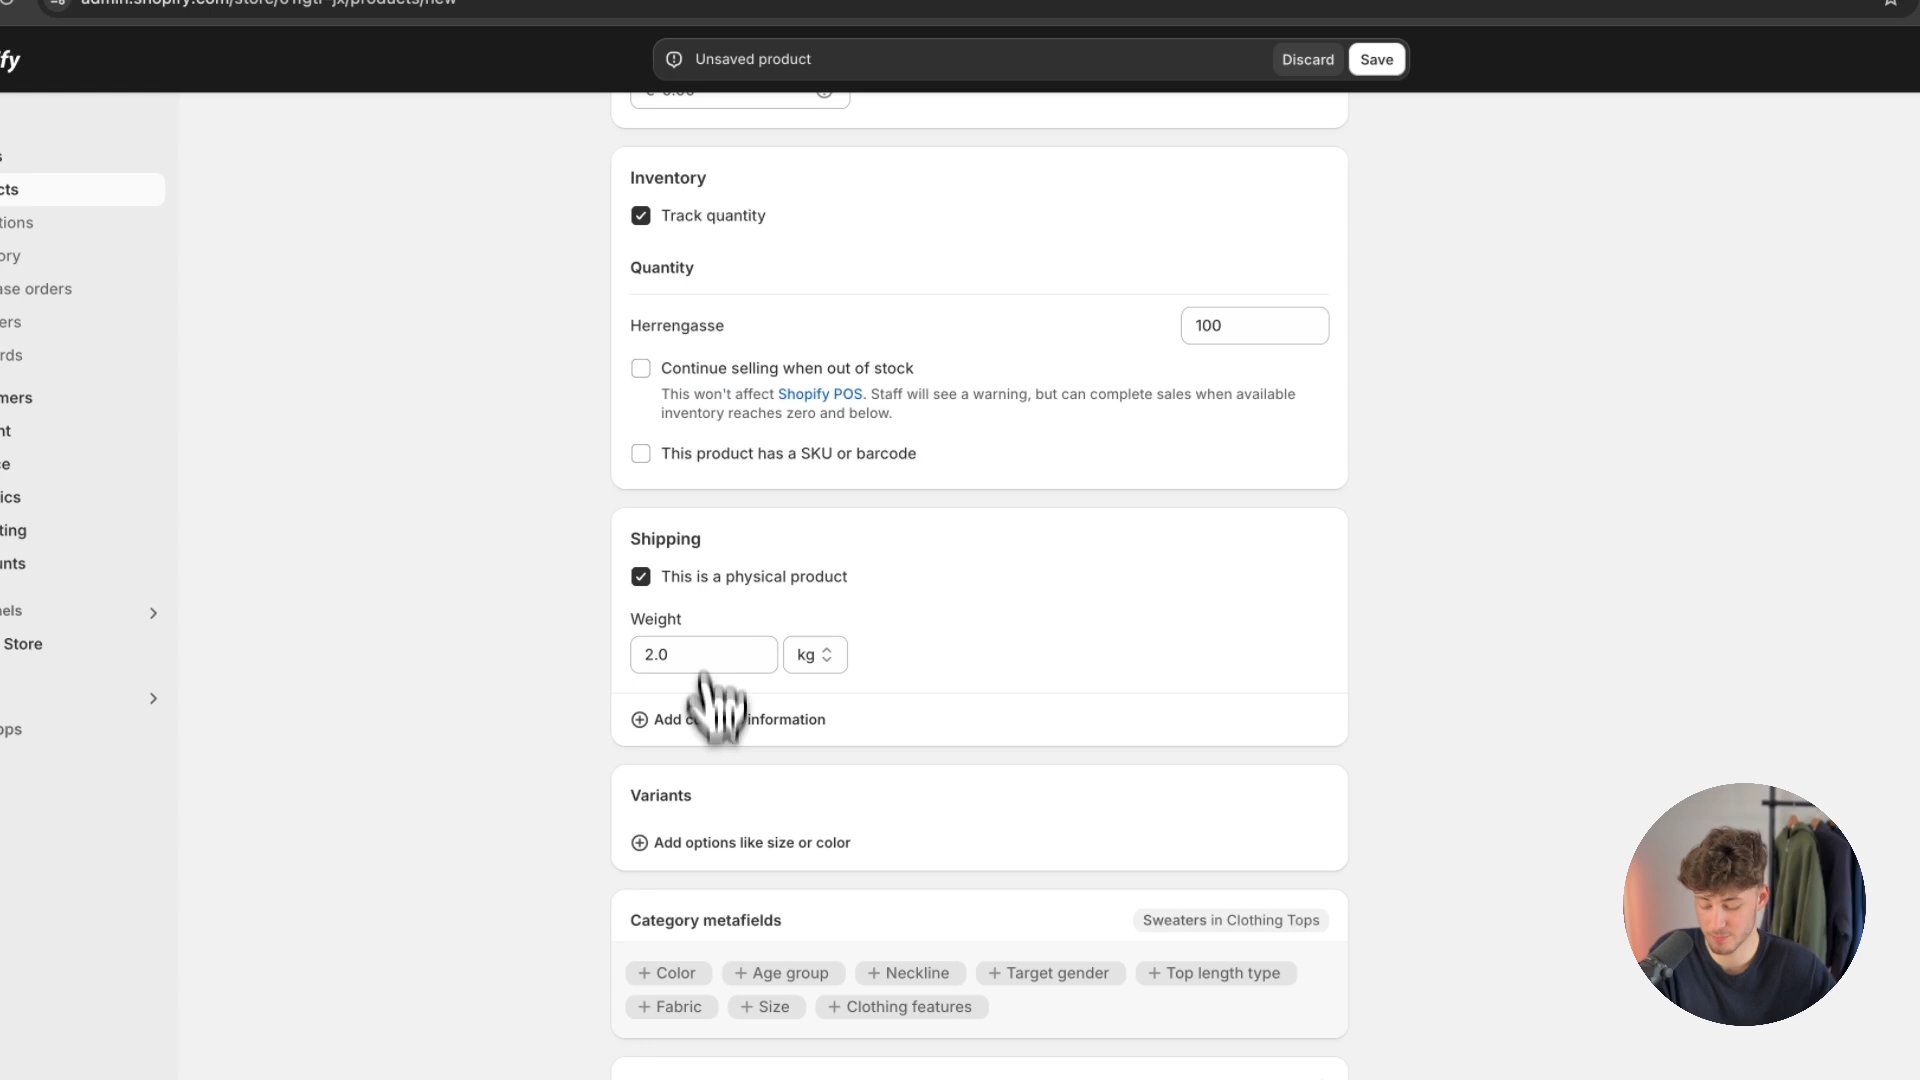 fy
Unsaved product
Discard
Save
Inventory
Track quantity
Quantity
Herrengasse
100
Continue selling when out of stock
This won't affect Shopify POS. Staff will see a warning, but can complete sales when available
inventory reaches zero and below.
This product has a SKU or barcode
Shipping
This is a physical product
Weight
2.0
kg
Add information
Variants
Add options like size or color
Category metafields
Sweaters in Clothing Tops
+ Color
+ Age group
+ Neckline
+ Target gender
+ Top length type
+ Fabric
+ Size
+ Clothing features
s
cts
tions
ory
ase orders
ers
rds
mers
nt
ce
ics
ting
unts
nels
Store
ops